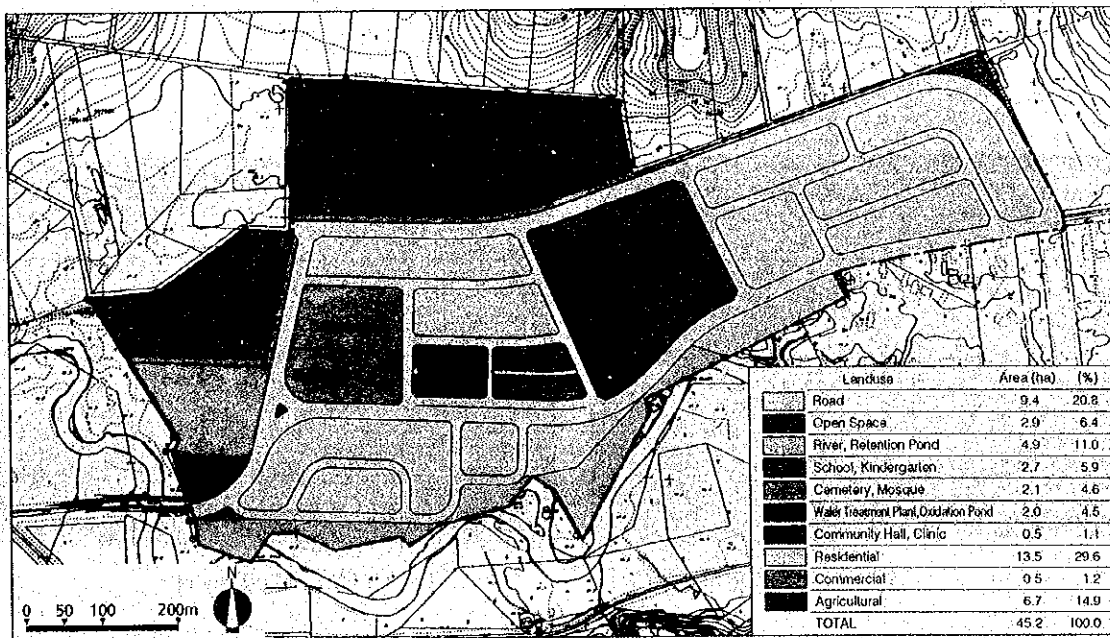 Landuse Area (ha) (%)
Road 9.4 20.8
Open Space 2.9 6.4
River, Retention Pond 4.9 11.0
School, Kindergarten 2.7 5.9
Cemetery, Mosque 2.1 4.6
Water Treatment Plant, Oxidation Pond 2.0 4.5
Community Hall, Clinic 0.5 1.1
Residential 13.5 29.6
Commercial 0.5 1.2
Agricultural 6.7 14.9
TOTAL 45.2 100.0
N
0 50 100 200m